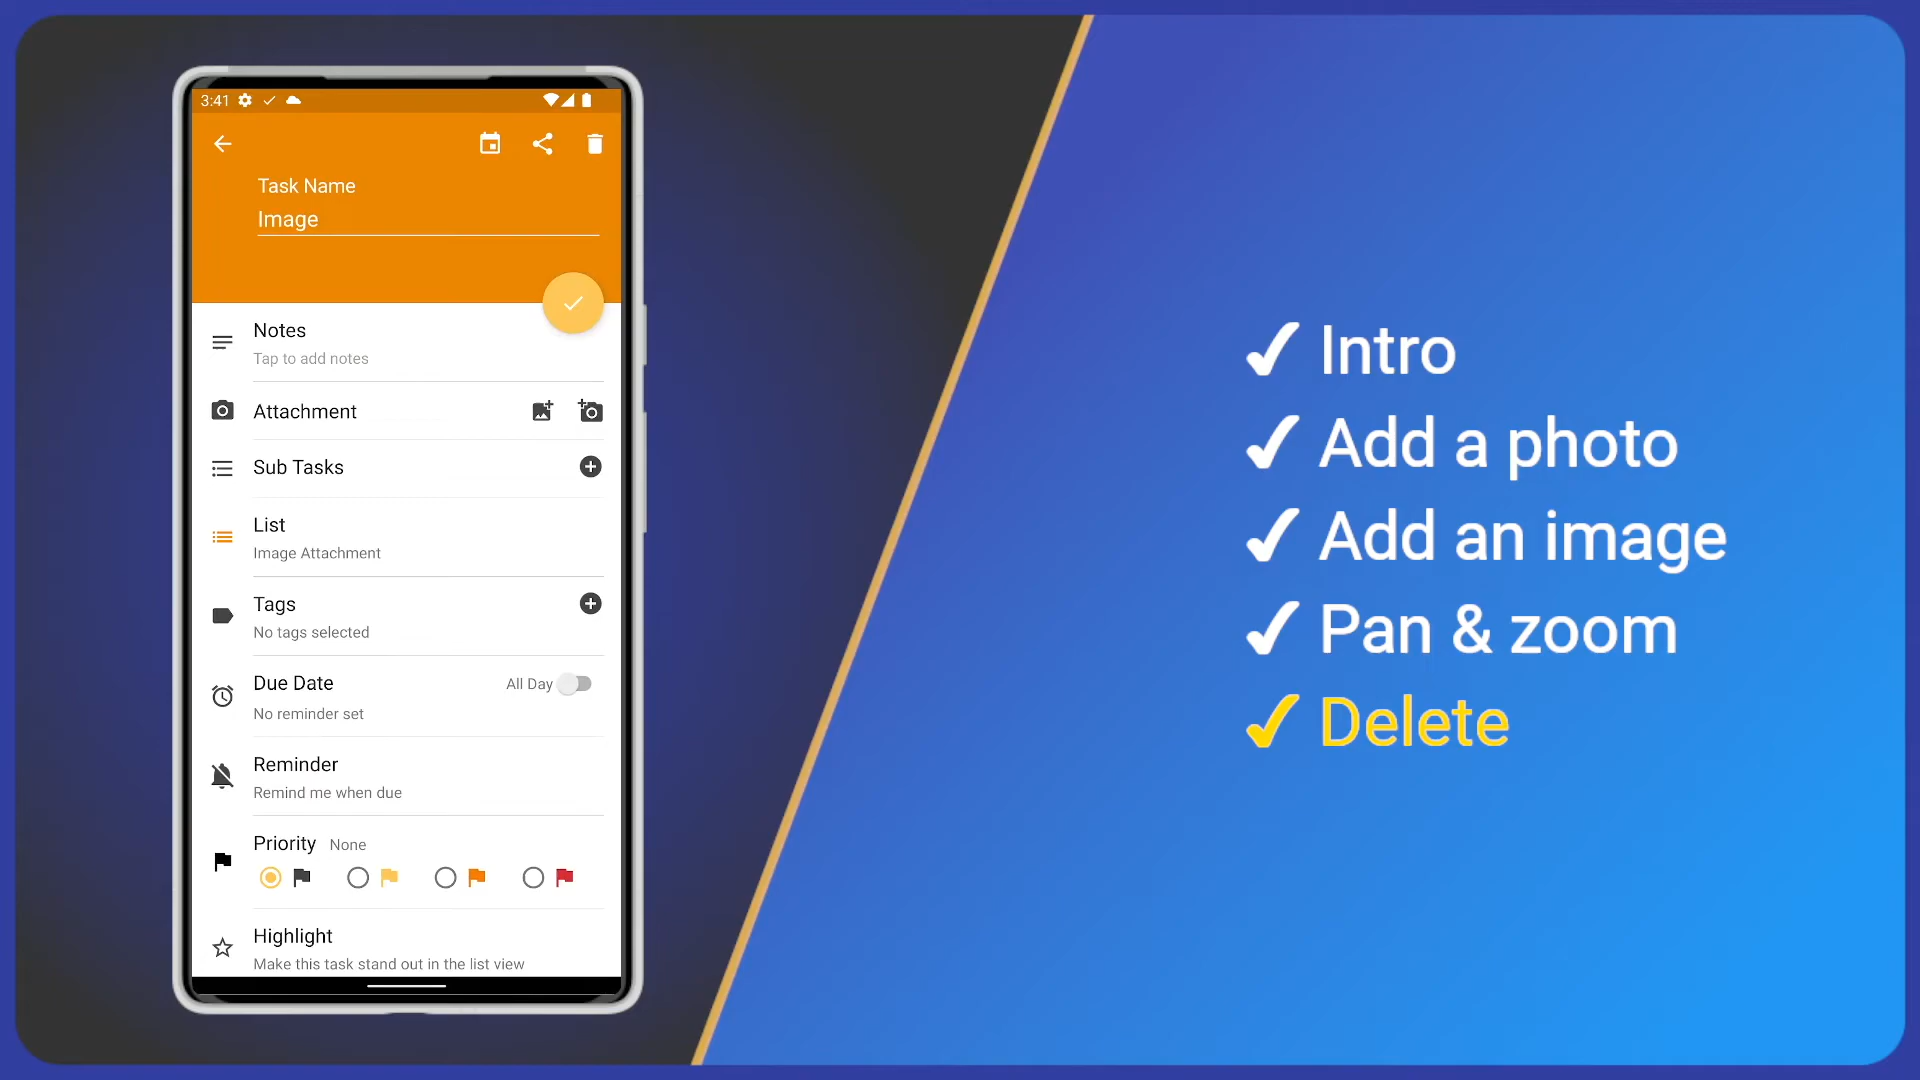 3:41
Task Name
Image
Notes
Tap to add notes
Attachment
Sub Tasks
List
Image Attachment
Tags
No tags selected
Due Date
All Day
No reminder set
Reminder
Remind me when due
Priority None
Highlight
Make this task stand out in the list view
✔ Intro
✔ Add a photo
✔ Add an image
✔ Pan & zoom
✔ Delete